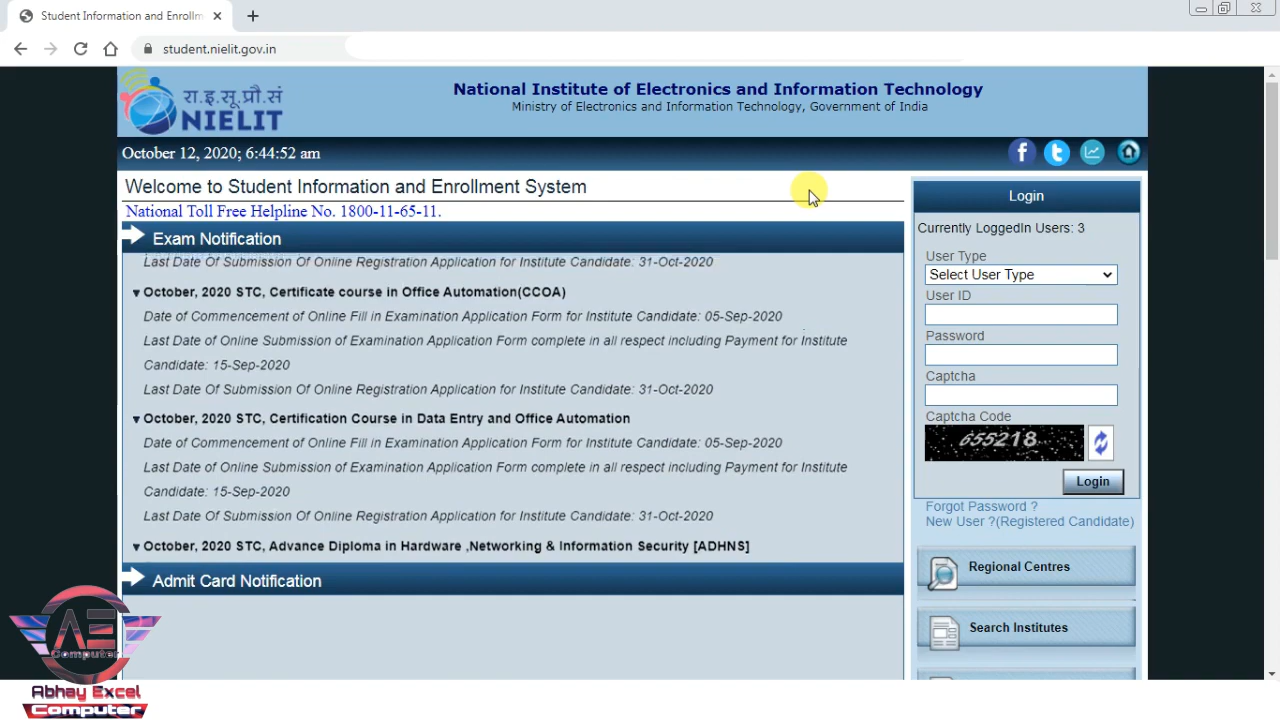 Student Information and Enrollm
student.nielit.gov.in
रा.इ.सू.प्रौ.सं
NIELIT
National Institute of Electronics and Information Technology
Ministry of Electronics and Information Technology, Government of India
October 12, 2020; 6:44:52 am
Welcome to Student Information and Enrollment System
National Toll Free Helpline No. 1800-11-65-11.
Exam Notification
Last Date Of Submission Of Online Registration Application for Institute Candidate: 31-Oct-2020
October, 2020 STC, Certificate course in Office Automation(CCOA)
Date of Commencement of Online Fill in Examination Application Form for Institute Candidate: 05-Sep-2020
Last Date of Online Submission of Examination Application Form complete in all respect including Payment for Institute
Candidate: 15-Sep-2020
Last Date Of Submission Of Online Registration Application for Institute Candidate: 31-Oct-2020
October, 2020 STC, Certification Course in Data Entry and Office Automation
Date of Commencement of Online Fill in Examination Application Form for Institute Candidate: 05-Sep-2020
Last Date of Online Submission of Examination Application Form complete in all respect including Payment for Institute
Candidate: 15-Sep-2020
Last Date Of Submission Of Online Registration Application for Institute Candidate: 31-Oct-2020
October, 2020 STC, Advance Diploma in Hardware ,Networking & Information Security [ADHNS]
Admit Card Notification
Login
Currently LoggedIn Users: 3
User Type
Select User Type
User ID
Password
Captcha
Captcha Code
655218
Login
Forgot Password ?
New User ?(Registered Candidate)
Regional Centres
Search Institutes
AE
Computer
Abhay Excel
Computer